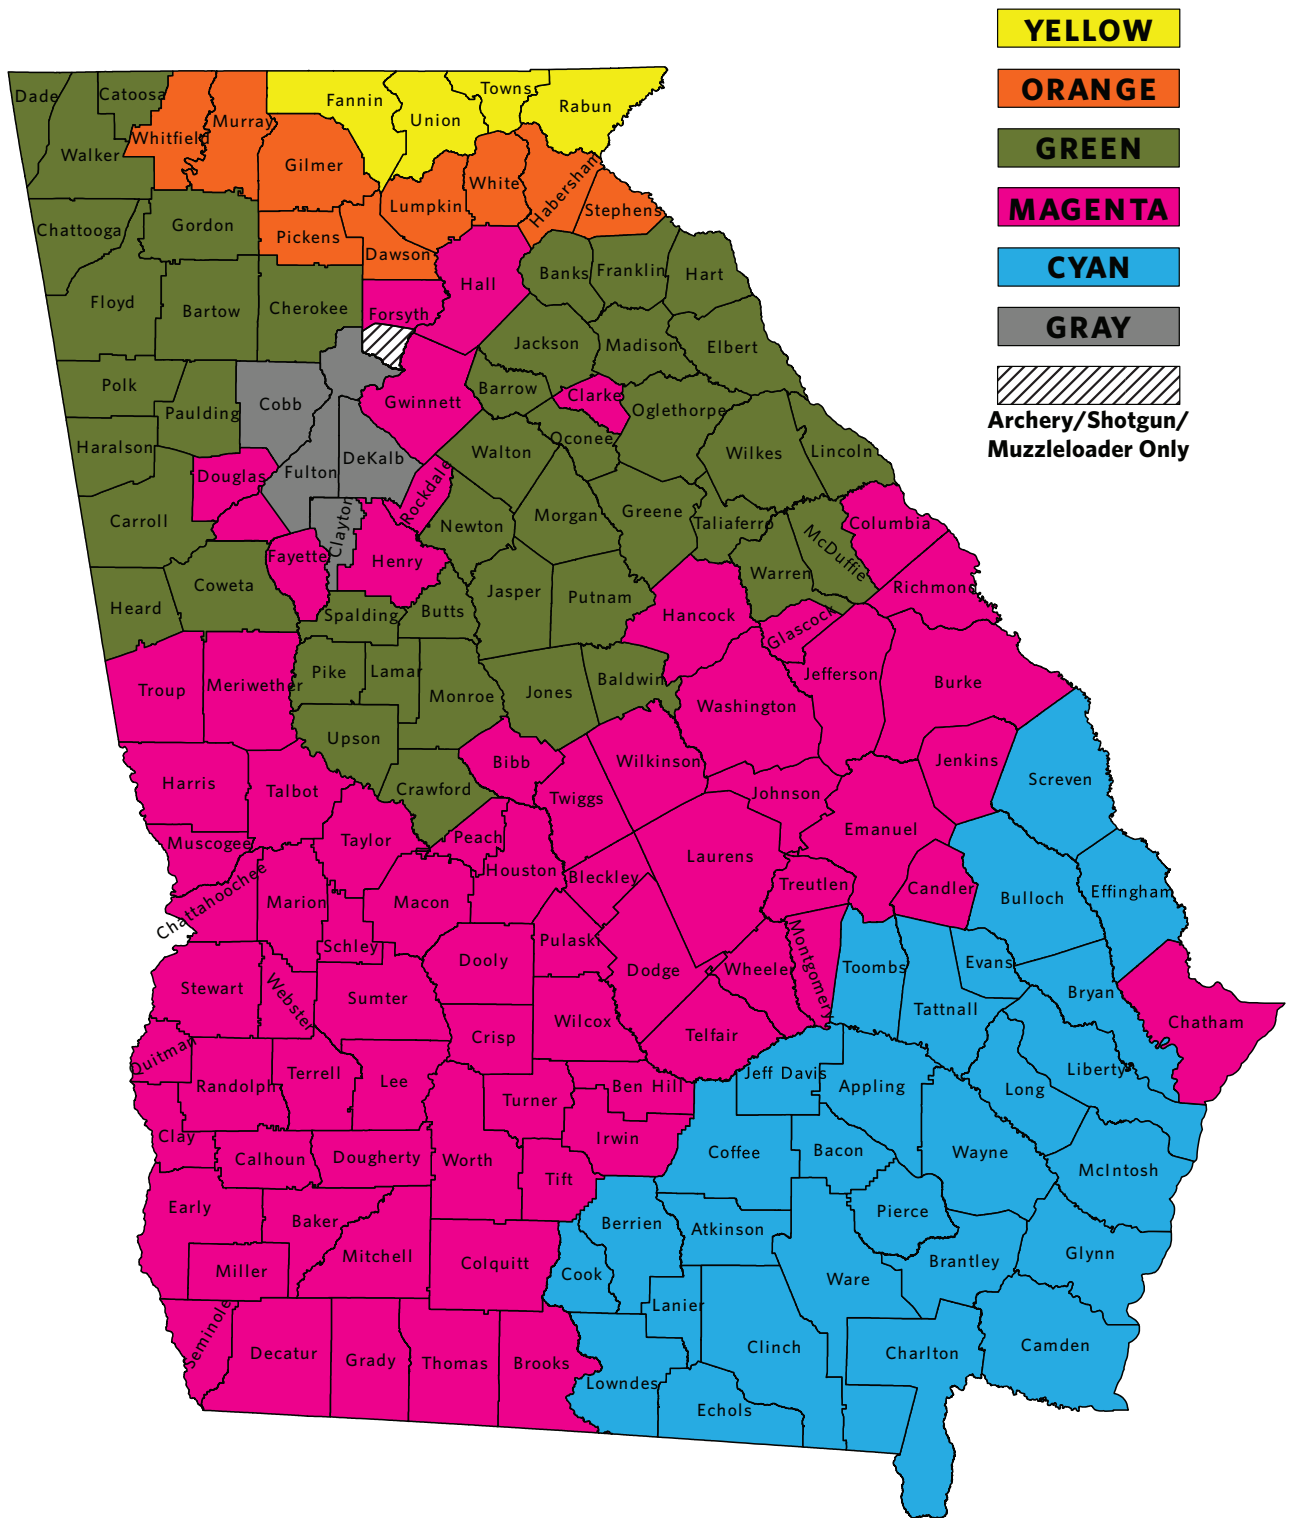 YELLOW
ORANGE
GREEN
MAGENTA
CYAN
GRAY
Archery/Shotgun/
Muzzleloader Only
Dade
Catoosa
Whitfield
Murray
Fannin
Union
Towns
Rabun
Walker
Gilmer
White
Habersham
Lumpkin
Stephens
Chattooga
Gordon
Pickens
Dawson
Hall
Banks
Franklin
Hart
Floyd
Bartow
Cherokee
Forsyth
Jackson
Madison
Elbert
Polk
Paulding
Cobb
Gwinnett
Barrow
Clarke
Oglethorpe
Haralson
Douglas
Fulton
DeKalb
Rockdale
Walton
Oconee
Wilkes
Lincoln
Carroll
Clayton
Newton
Morgan
Greene
Taliaferro
McDuffie
Columbia
Fayette
Henry
Warren
Richmond
Heard
Coweta
Spalding
Butts
Jasper
Putnam
Hancock
Glascock
Troup
Meriwether
Pike
Lamar
Monroe
Jones
Baldwin
Washington
Jefferson
Burke
Upson
Bibb
Wilkinson
Jenkins
Screven
Harris
Talbot
Crawford
Twiggs
Johnson
Muscogee
Taylor
Peach
Emanuel
Chattahoochee
Marion
Macon
Houston
Bleckley
Laurens
Treutlen
Candler
Bulloch
Effingham
Schley
Dooly
Pulaski
Dodge
Wheeler
Montgomery
Toombs
Evans
Stewart
Webster
Sumter
Crisp
Wilcox
Telfair
Tattnall
Bryan
Chatham
Quitman
Randolph
Terrell
Lee
Turner
Ben Hill
Jeff Davis
Appling
Long
Liberty
Clay
Calhoun
Dougherty
Worth
Tift
Irwin
Coffee
Bacon
Wayne
McIntosh
Early
Baker
Mitchell
Colquitt
Berrien
Atkinson
Pierce
Miller
Cook
Lanier
Ware
Brantley
Glynn
Seminole
Decatur
Grady
Thomas
Brooks
Lowndes
Echols
Clinch
Charlton
Camden